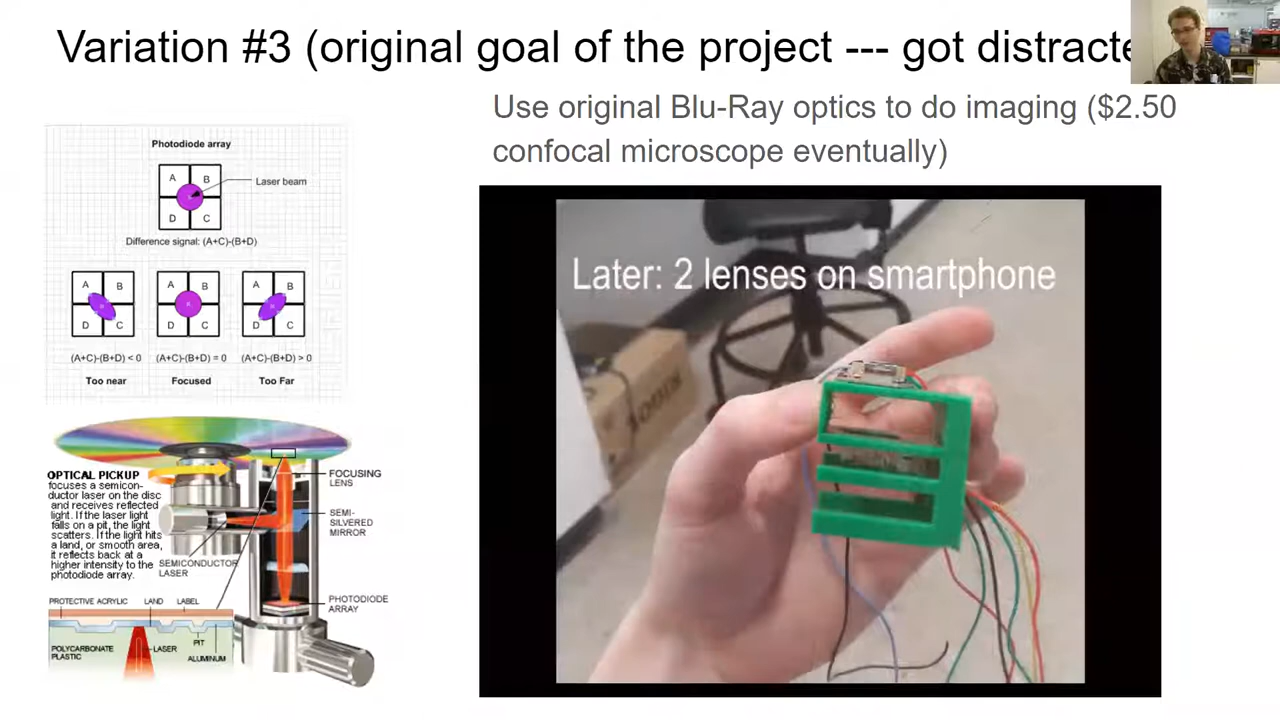 Variation #3 (original goal of the project --- got distracte
Use original Blu-Ray optics to do imaging ($2.50
confocal microscope eventually)
Photodiode array
A B
Laser beam
D C
Difference signal: (A+C)-(B+D)
A B A B A B
D C D C D C
(A+C)-(B+D) < 0 (A+C)-(B+D) = 0 (A+C)-(B+D) > 0
Too near Focused Too Far
OPTICAL PICKUP
focuses a semicon-
ductor laser on the disc
and receives reflected
light. If the laser light
falls on a pit, the light
scatters. If the light hits
a land, or smooth area,
it reflects back at a
higher intensity to the
photodiode array.
FOCUSING
LENS
SEMI-
SILVERED
MIRROR
SEMICONDUCTOR
LASER
PHOTODIODE
ARRAY
PROTECTIVE ACRYLIC LAND LABEL
PIT
POLYCARBONATE
PLASTIC
LASER
ALUMINUM
Later: 2 lenses on smartphone